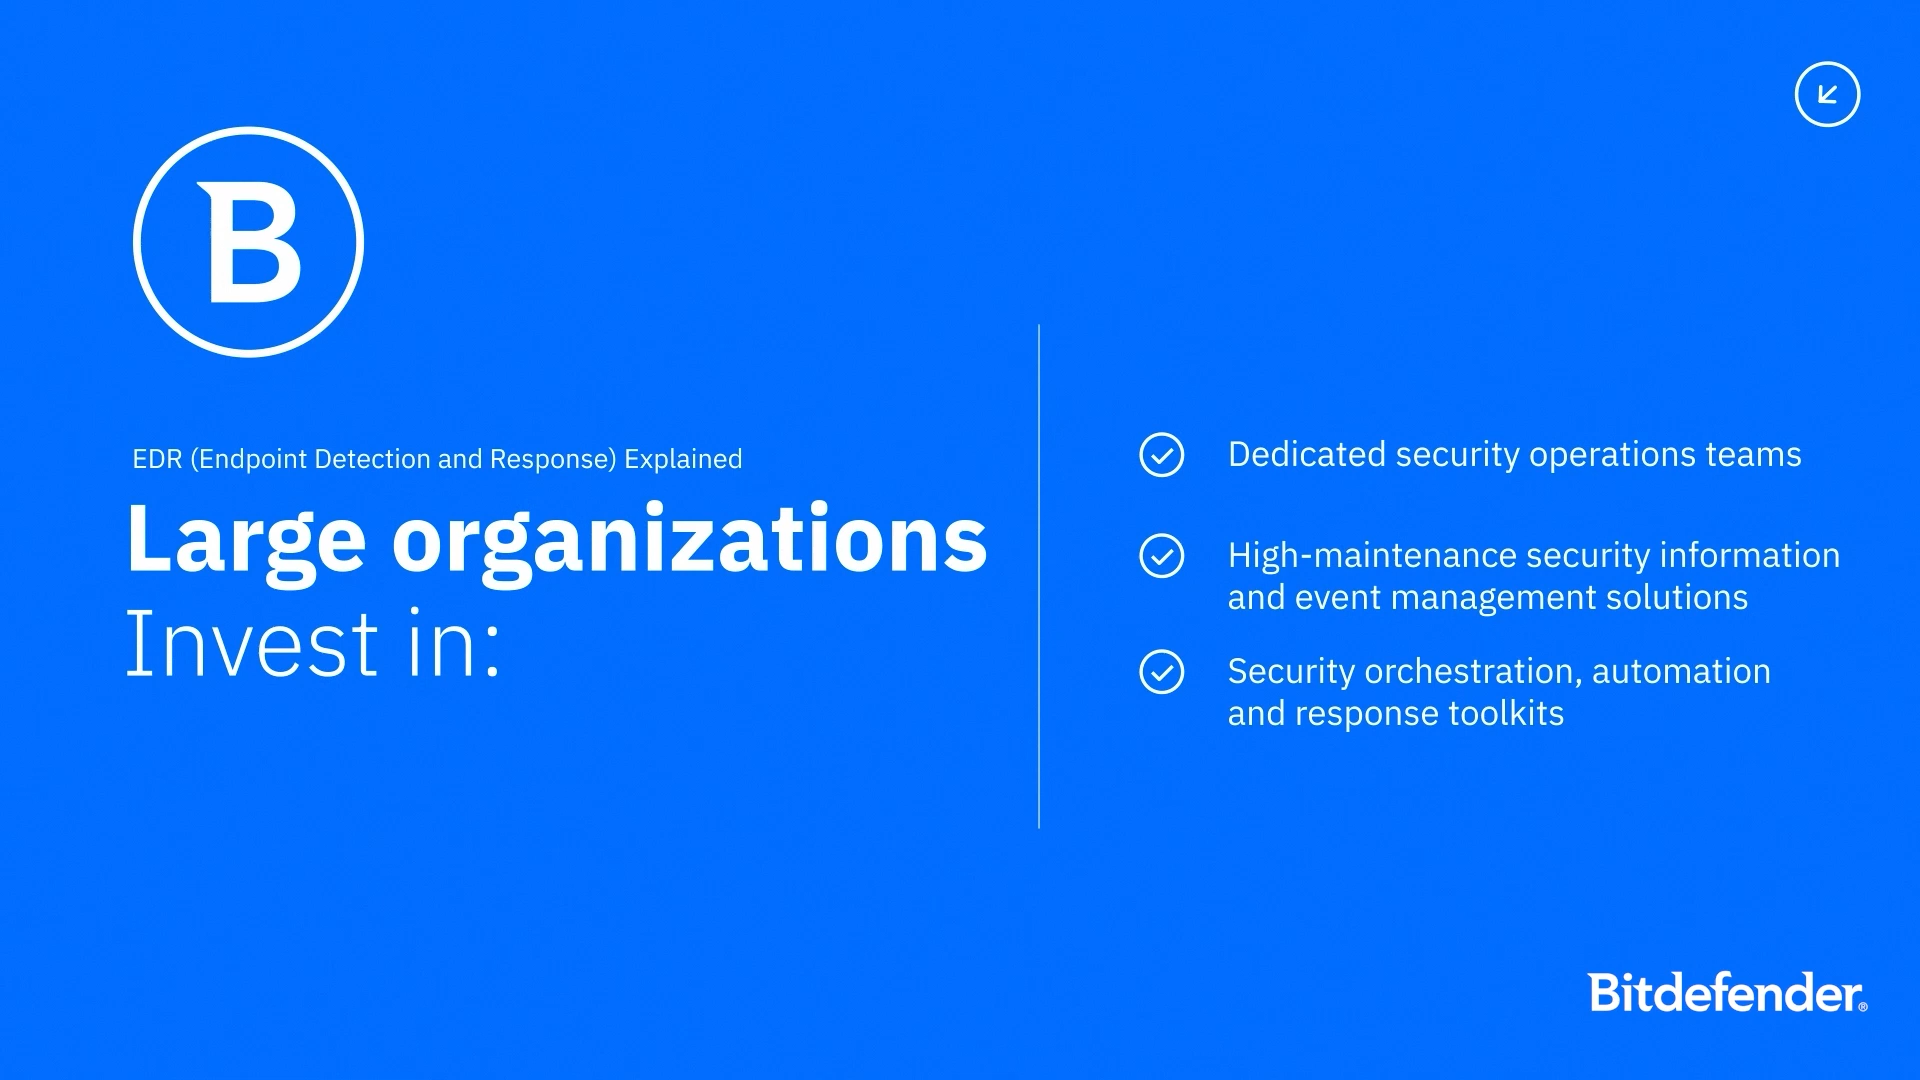 B
EDR (Endpoint Detection and Response) Explained
Large organizations
Invest in:
Dedicated security operations teams
High-maintenance security information
and event management solutions
Security orchestration, automation
and response toolkits
Bitdefender®